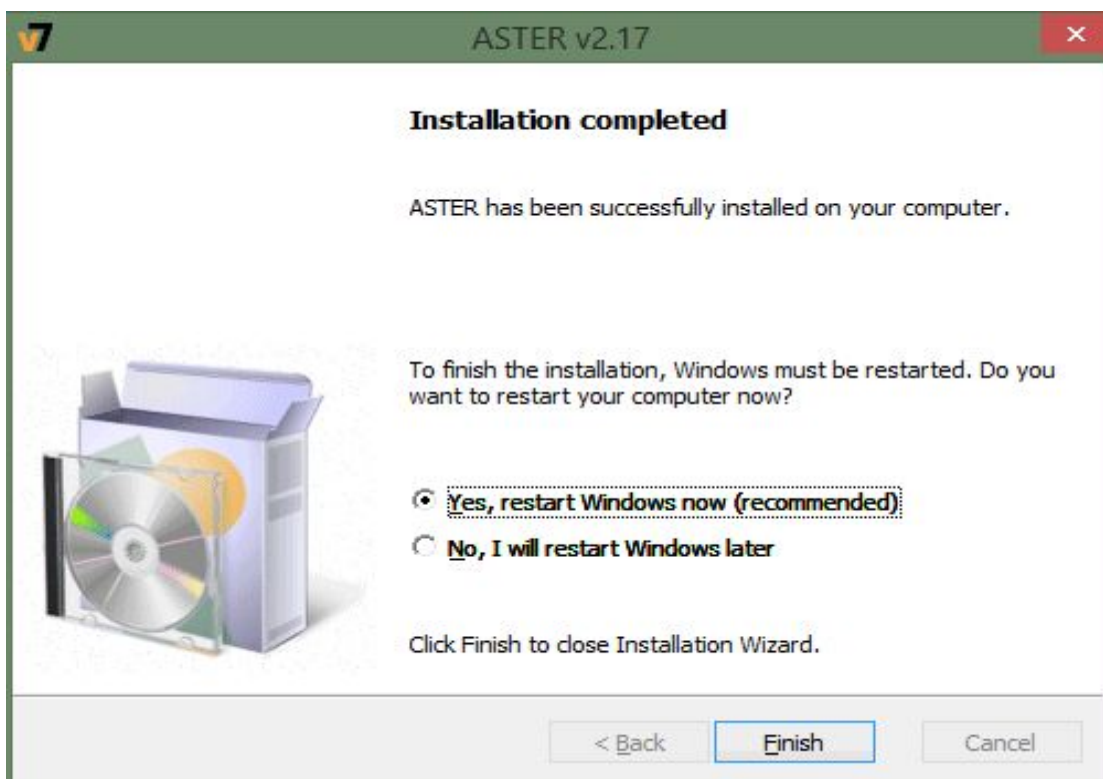 v7
ASTER v2.17
Installation completed
ASTER has been successfully installed on your computer.
To finish the installation, Windows must be restarted. Do you
want to restart your computer now?
Yes, restart Windows now (recommended)
No, I will restart Windows later
Click Finish to close Installation Wizard.
< Back
Finish
Cancel